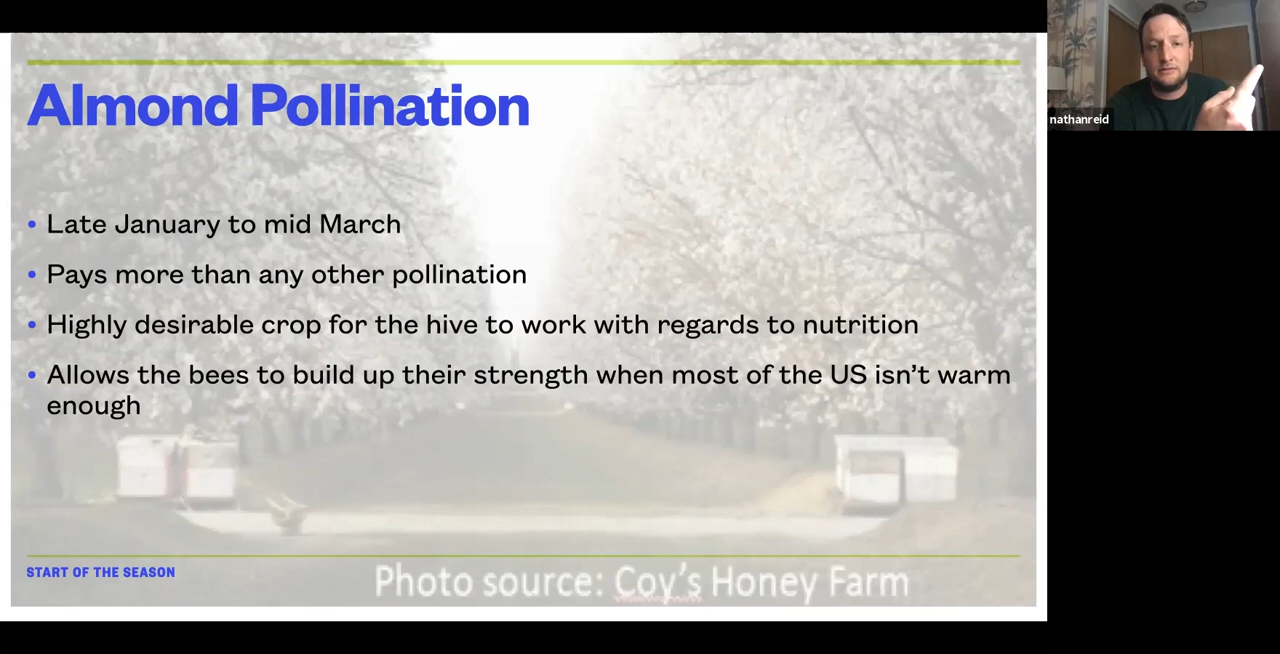 Almond Pollination
• Late January to mid March
• Pays more than any other pollination
• Highly desirable crop for the hive to work with regards to nutrition
• Allows the bees to build up their strength when most of the US isn’t warm
enough
START OF THE SEASON
Photo source: Coy’s Honey Farm
nathanreid